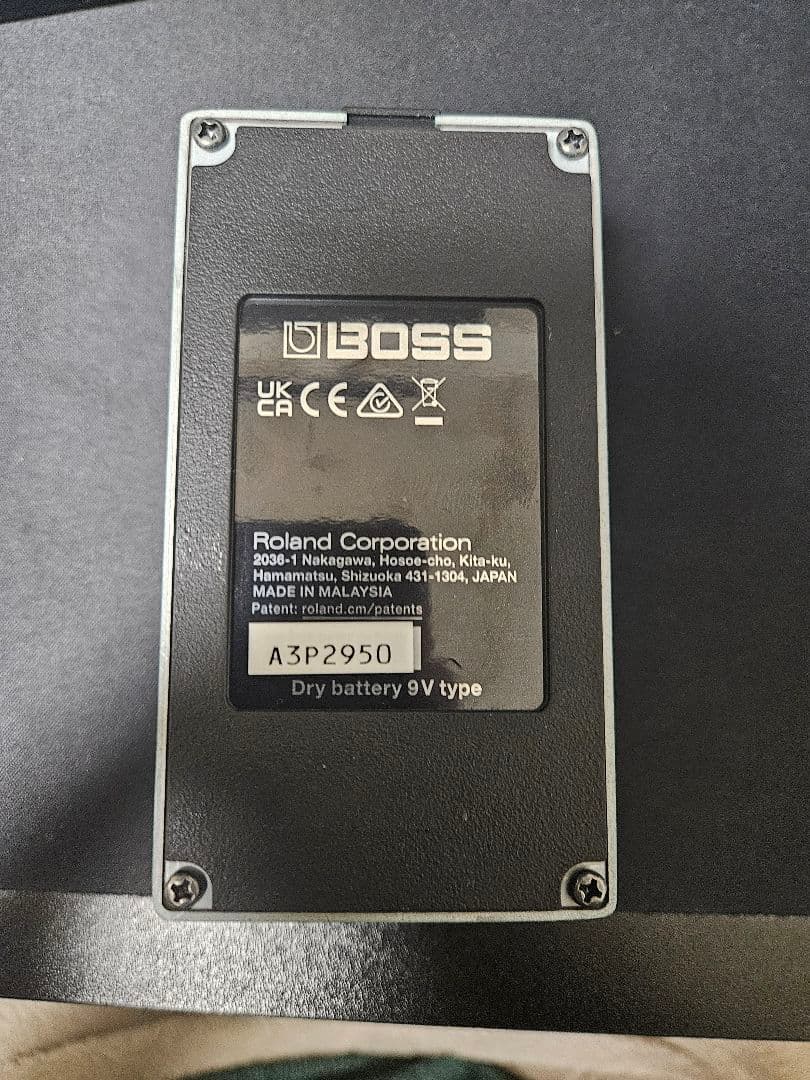 BOSS
UK
CA CE
Roland Corporation
2036-1 Nakagawa, Hosoe-cho, Kita-ku,
Hamamatsu, Shizuoka 431-1304, JAPAN
MADE IN MALAYSIA
Patent: roland.cm/patents
A3P2950
Dry battery 9V type